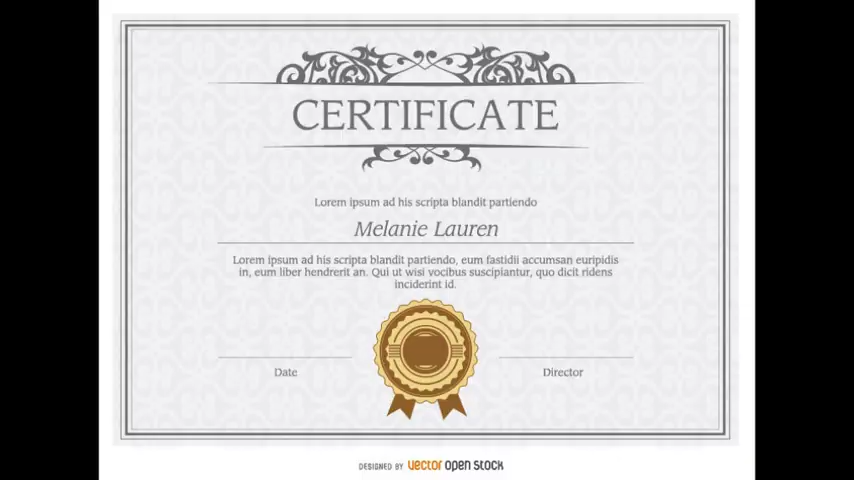 CERTIFICATE
Lorem ipsum ad his scripta blandit partiendo
Melanie Lauren
Lorem ipsum ad his scripta blandit partiendo, eum fastidii accumsan euripidis
in, eum liber hendrerit an. Qui ut wisi vocibus suscipiantur, quo dicit ridens
inciderint id.
Date
Director
DESIGNED BY vector open stock